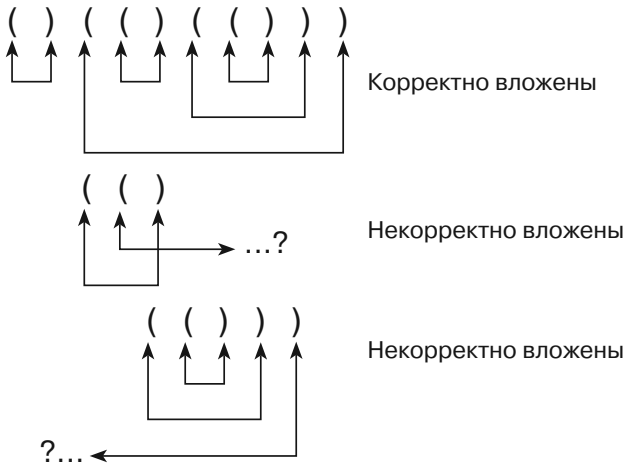 ( ) ( ( ) ( ( ) ) )
Корректно вложены
( ( )
...?
Некорректно вложены
( ( ) ) )
Некорректно вложены
?...